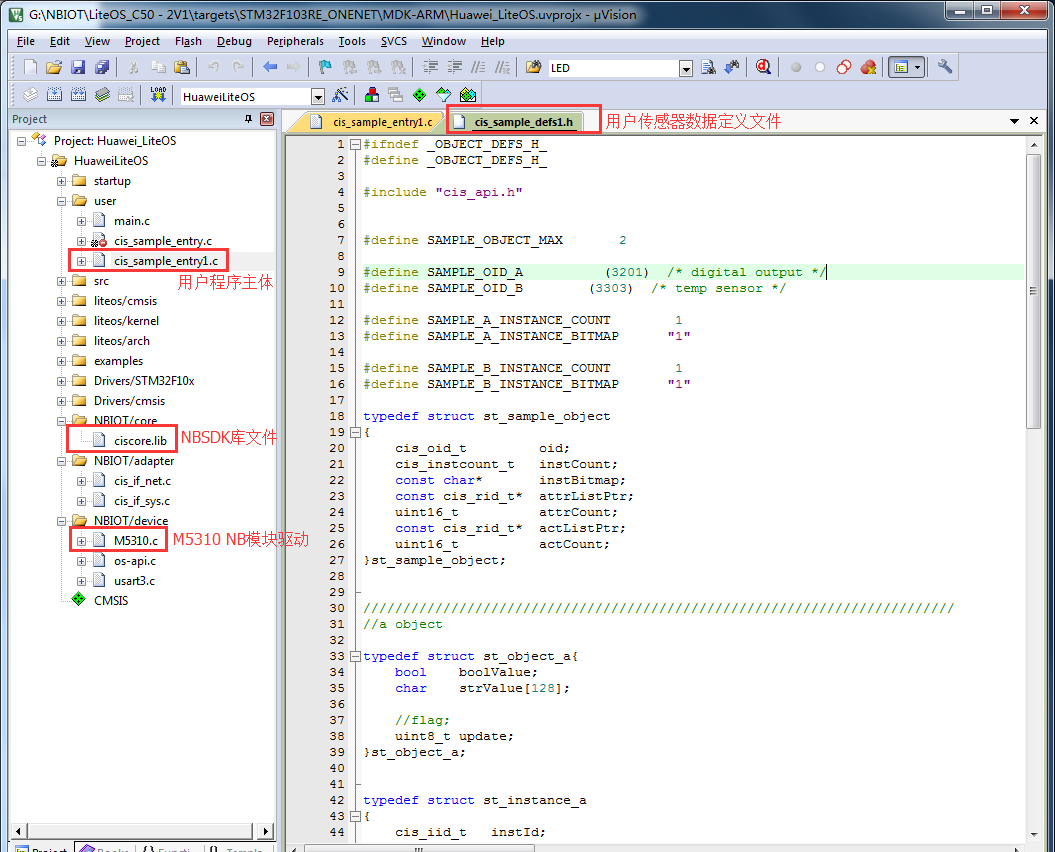 G:\NBIOT\LiteOS_C50 - 2V1\targets\STM32F103RE_ONENET\MDK-ARM\Huawei_LiteOS.uvprojx - µVision
File Edit View Project Flash Debug Peripherals Tools SVCS Window Help
LED
LOAD
HuaweiLiteOS
Project
Project: Huawei_LiteOS
HuaweiLiteOS
startup
user
main.c
cis_sample_entry.c
cis_sample_entry1.c
用户程序主体
src
liteos/cmsis
liteos/kernel
liteos/arch
examples
Drivers/STM32F10x
Drivers/cmsis
NBIOT/core
ciscore.lib
NBSDK库文件
NBIOT/adapter
cis_if_net.c
cis_if_sys.c
NBIOT/device
M5310.c
M5310 NB模块驱动
os-api.c
usart3.c
CMSIS
cis_sample_entry1.c cis_sample_defs1.h
用户传感器数据定义文件
1 #ifndef _OBJECT_DEFS_H_
2 #define _OBJECT_DEFS_H_
3
4 #include "cis_api.h"
5
6
7 #define SAMPLE_OBJECT_MAX 2
8
9 #define SAMPLE_OID_A (3201) /* digital output */
10 #define SAMPLE_OID_B (3303) /* temp sensor */
11
12 #define SAMPLE_A_INSTANCE_COUNT 1
13 #define SAMPLE_A_INSTANCE_BITMAP "1"
14
15 #define SAMPLE_B_INSTANCE_COUNT 1
16 #define SAMPLE_B_INSTANCE_BITMAP "1"
17
18 typedef struct st_sample_object
19 {
20 cis_oid_t oid;
21 cis_instcount_t instCount;
22 const char* instBitmap;
23 const cis_rid_t* attrListPtr;
24 uint16_t attrCount;
25 const cis_rid_t* actListPtr;
26 uint16_t actCount;
27 }st_sample_object;
28
29
30 //////////////////////////////////////////////////////////////////////////
31 //a object
32
33 typedef struct st_object_a{
34 bool boolValue;
35 char strValue[128];
36
37 //flag;
38 uint8_t update;
39 }st_object_a;
40
41
42 typedef struct st_instance_a
43 {
44 cis_iid_t instId;